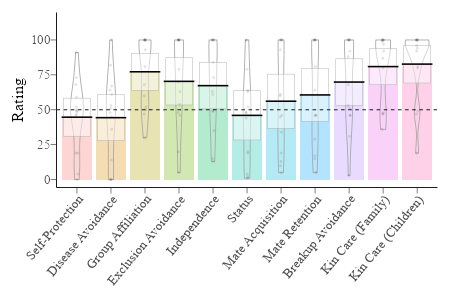 Rating
100
75
50
25
0
Self-Protection
Disease Avoidance
Group Affiliation
Exclusion Avoidance
Independence
Status
Mate Acquisition
Mate Retention
Breakup Avoidance
Kin Care (Family)
Kin Care (Children)